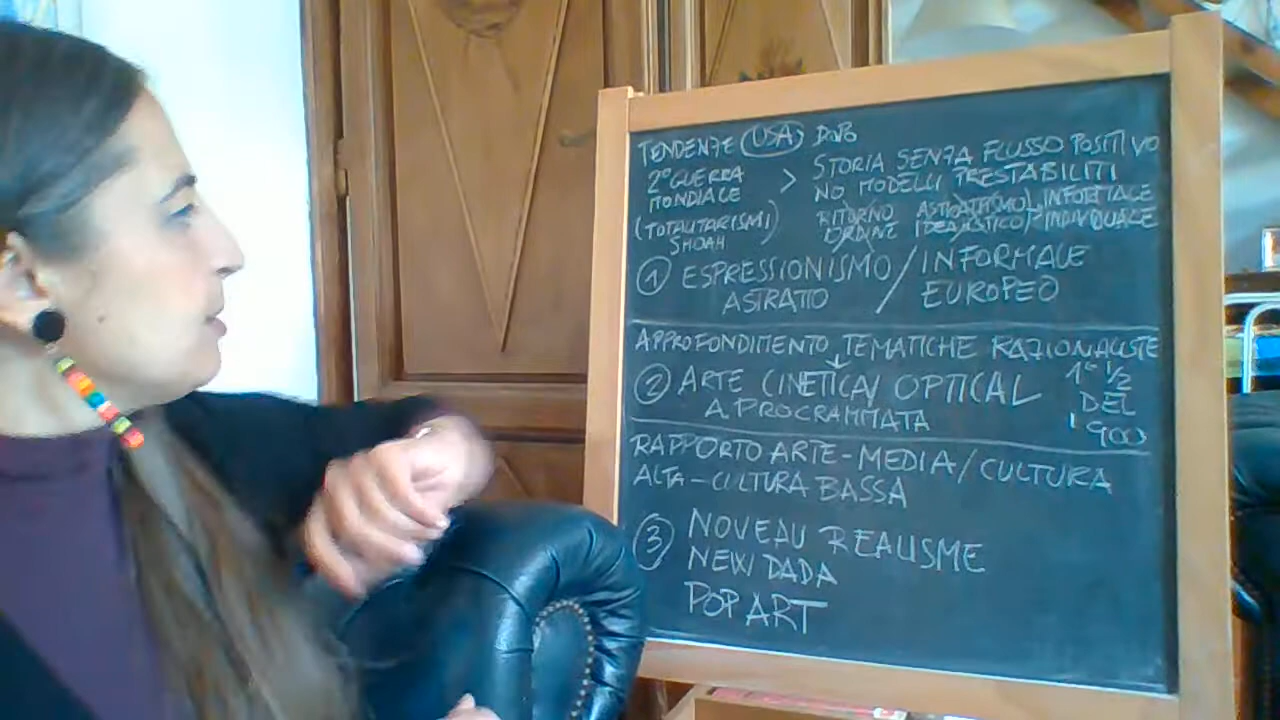 TENDENZE USA DOPO
2° GUERRA MONDIALE > STORIA SENZA FLUSSO POSITIVO
NO MODELLI PRESTABILITI
(TOTALITARISMI SHOAH) RITORNO ORDINE ASTRATTISMO INFORMALE
INDIVIDUALE
1 ESPRESSIONISMO / INFORMALE
ASTRATTO / EUROPEO
APPROFONDIMENTO TEMATICHE RAZIONALISTE
2 ARTE CINETICA/ OPTICAL 1° 1/2
A. PROGRAMMATA DEL '900
RAPPORTO ARTE-MEDIA/CULTURA
ALTA-CULTURA BASSA
3 NOVEAU REALISME
NEW DADA
POP ART